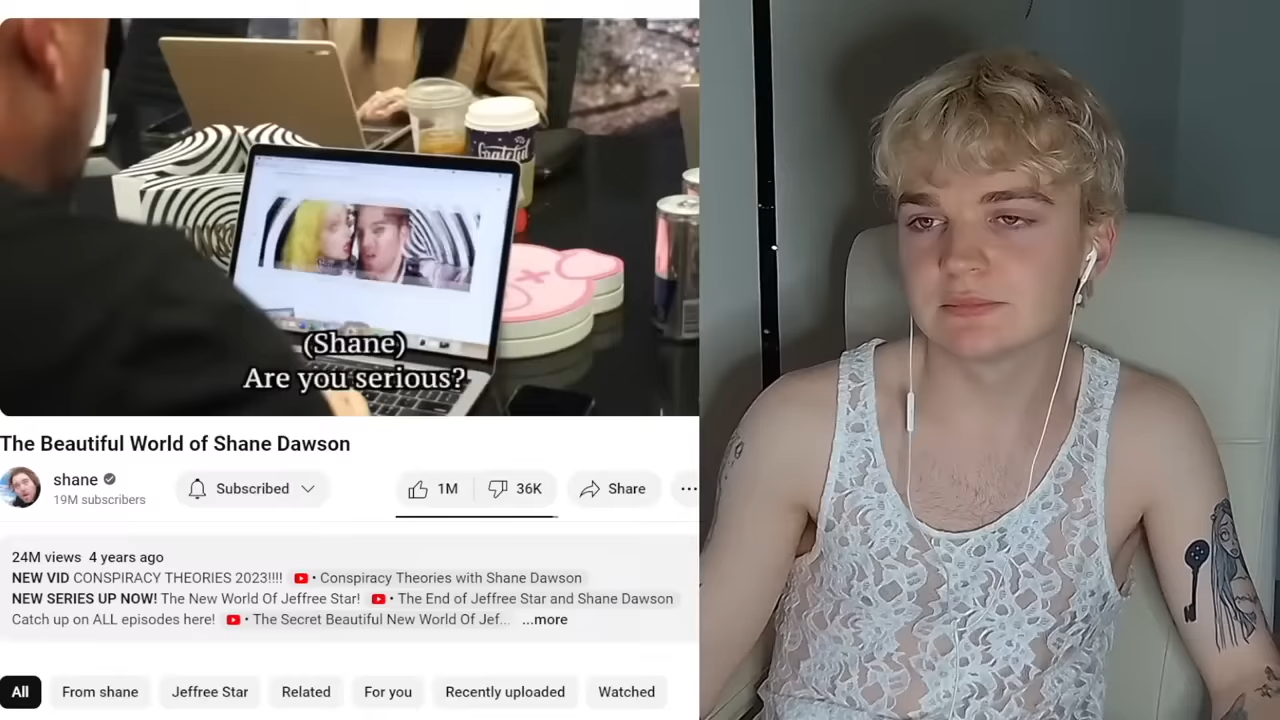 grateful
(Shane)
Are you serious?
The Beautiful World of Shane Dawson
shane
19M subscribers
Subscribed
1M
36K
Share
24M views 4 years ago
NEW VID CONSPIRACY THEORIES 2023!!!! • Conspiracy Theories with Shane Dawson
NEW SERIES UP NOW! The New World Of Jeffree Star! • The End of Jeffree Star and Shane Dawson
Catch up on ALL episodes here! • The Secret Beautiful New World Of Jef... ...more
All
From shane
Jeffree Star
Related
For you
Recently uploaded
Watched